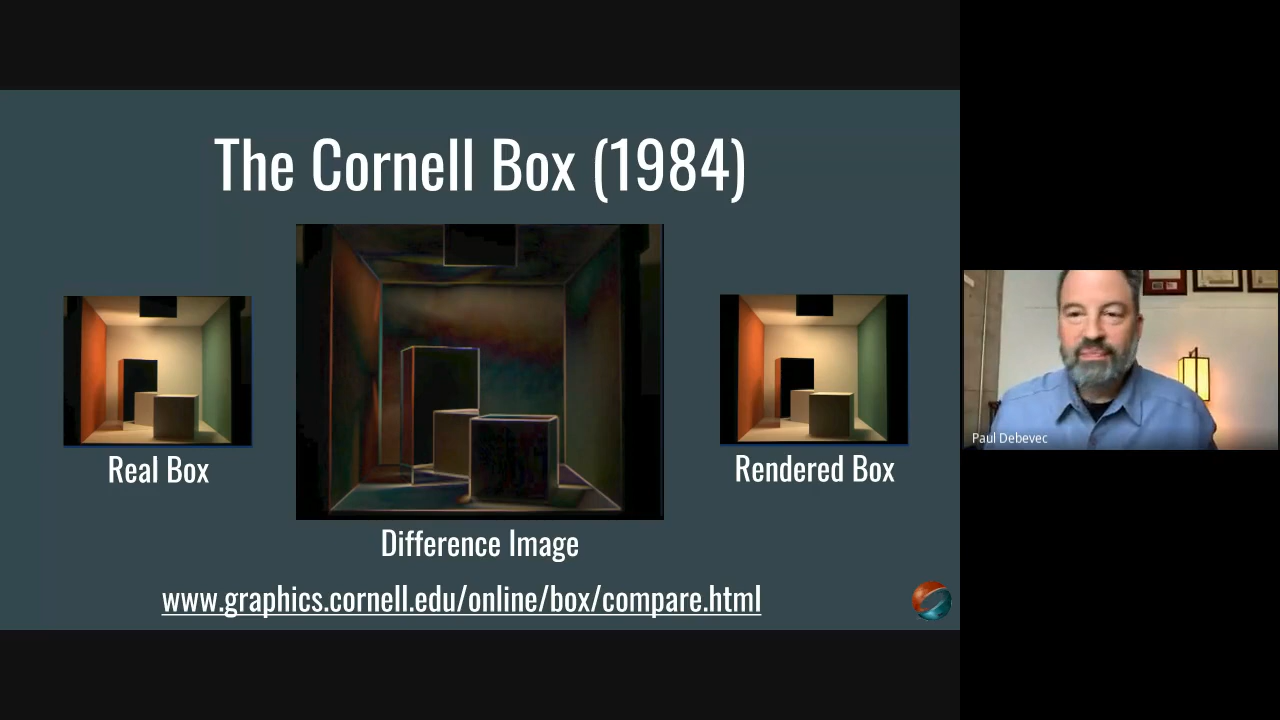 The Cornell Box (1984)
Real Box
Rendered Box
Difference Image
www.graphics.cornell.edu/online/box/compare.html
Paul Debevec